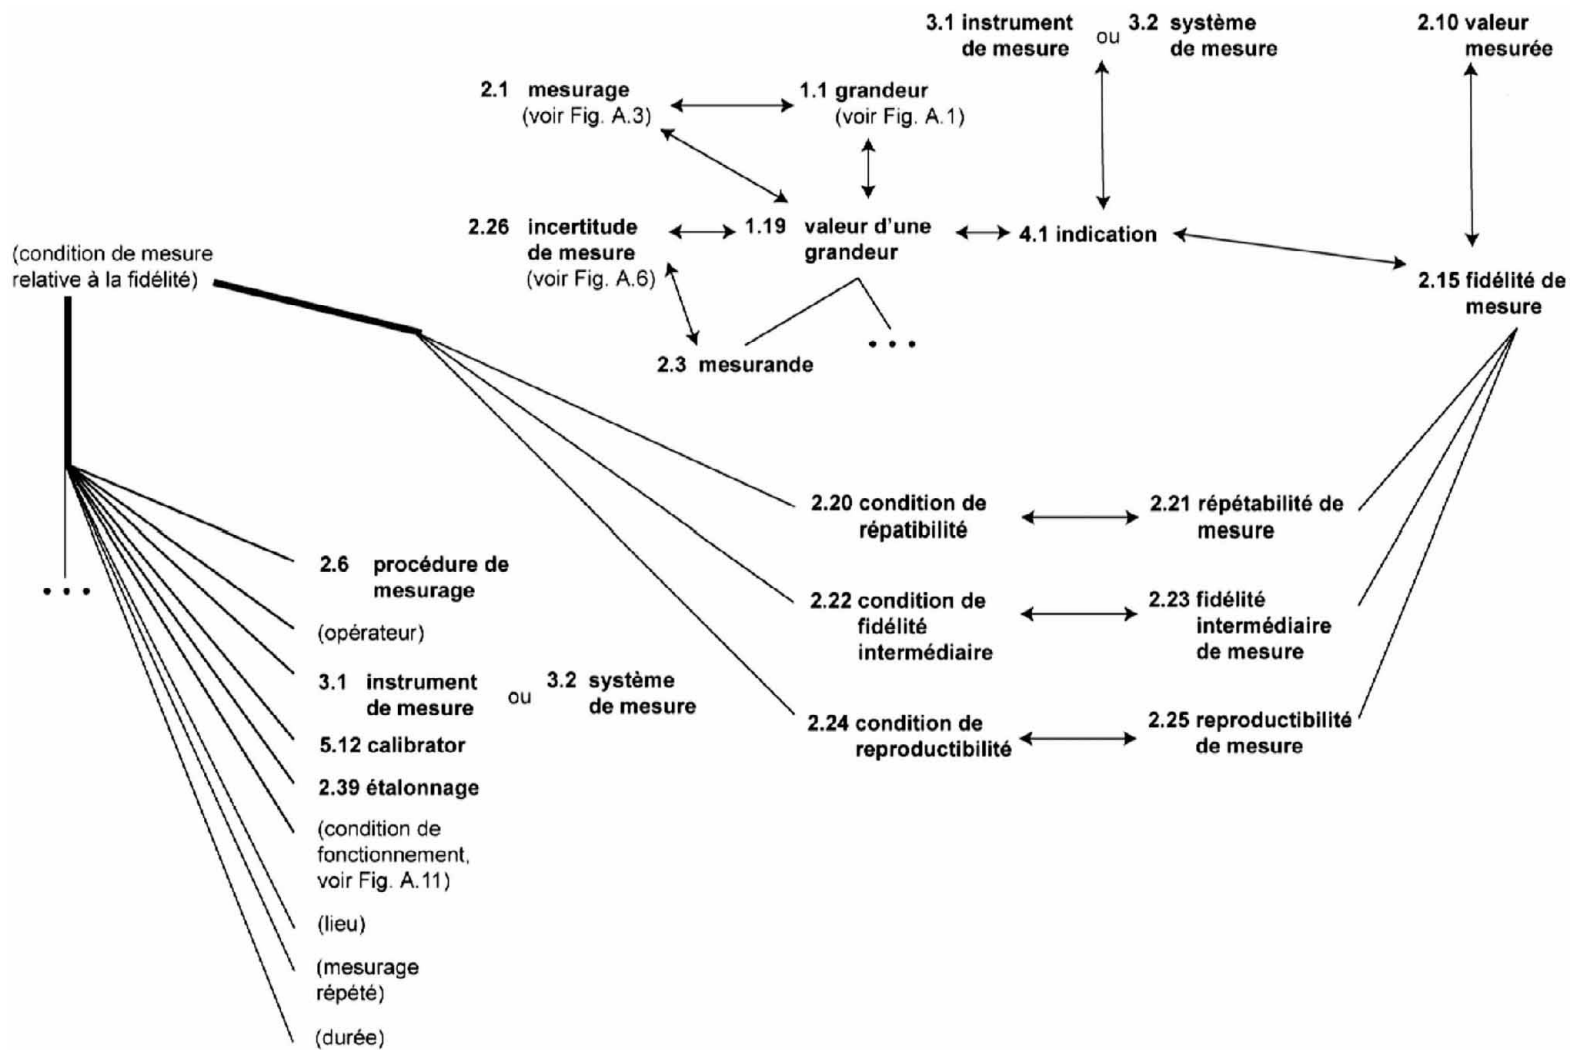 3.1 instrument
de mesure
ou
3.2 système
de mesure
2.10 valeur
mesurée
2.1 mesurage
(voir Fig. A.3)
1.1 grandeur
(voir Fig. A.1)
2.26 incertitude
de mesure
(voir Fig. A.6)
1.19 valeur d'une
grandeur
4.1 indication
(condition de mesure
relative à la fidélité)
2.15 fidélité de
mesure
2.3 mesurande
2.20 condition de
répatibilité
2.21 répétabilité de
mesure
2.22 condition de
fidélité
intermédiaire
2.23 fidélité
intermédiaire
de mesure
2.24 condition de
reproductibilité
2.25 reproductibilité
de mesure
2.6 procédure de
mesurage
(opérateur)
3.1 instrument
de mesure
ou
3.2 système
de mesure
5.12 calibrator
2.39 étalonnage
(condition de
fonctionnement,
voir Fig. A.11)
(lieu)
(mesurage
répété)
(durée)